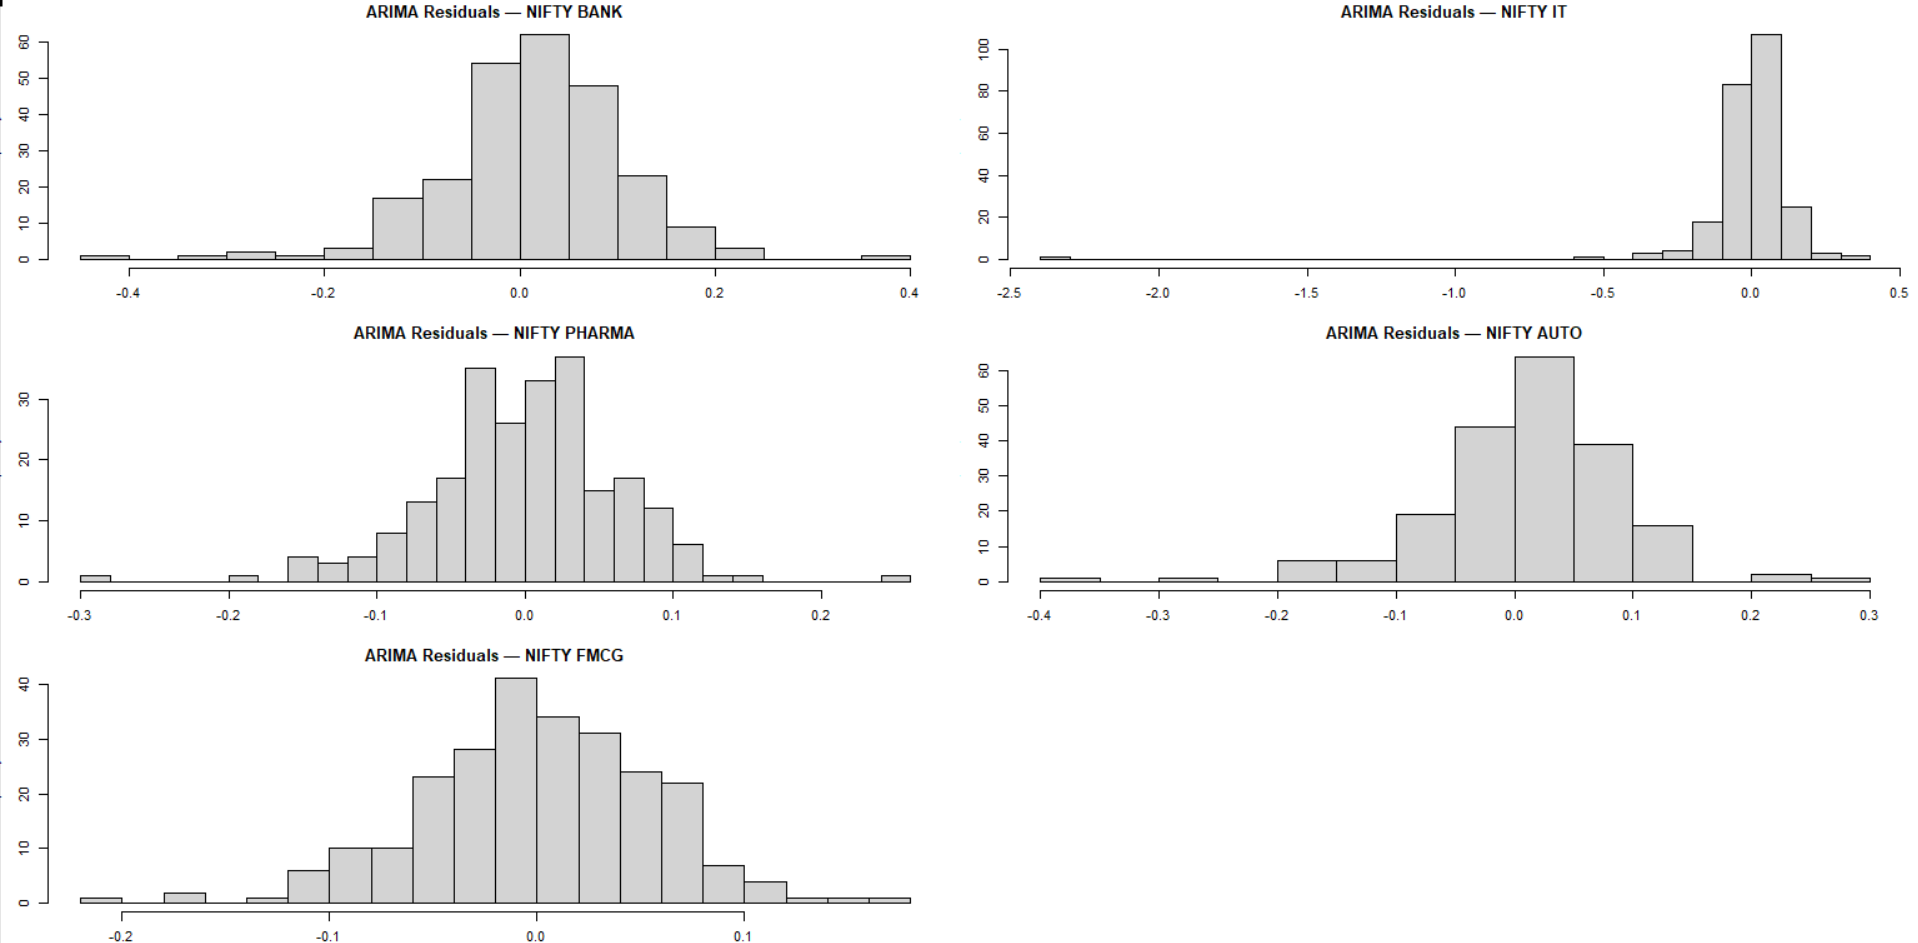 ARIMA Residuals — NIFTY BANK
60
50
40
30
20
10
0
-0.4 -0.2 0.0 0.2 0.4
ARIMA Residuals — NIFTY IT
100
80
60
40
20
0
-2.5 -2.0 -1.5 -1.0 -0.5 0.0 0.5
ARIMA Residuals — NIFTY PHARMA
30
20
10
0
-0.3 -0.2 -0.1 0.0 0.1 0.2
ARIMA Residuals — NIFTY AUTO
60
50
40
30
20
10
0
-0.4 -0.3 -0.2 -0.1 0.0 0.1 0.2 0.3
ARIMA Residuals — NIFTY FMCG
40
30
20
10
0
-0.2 -0.1 0.0 0.1